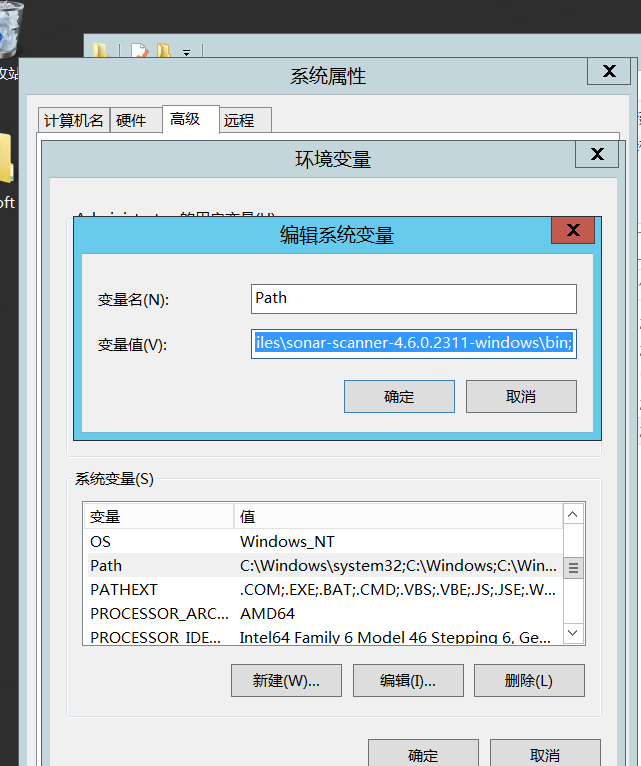 系统属性
计算机名 硬件 高级 远程
环境变量
编辑系统变量
变量名(N): Path
变量值(V): iles\sonar-scanner-4.6.0.2311-windows\bin;
确定 取消
系统变量(S)
变量 值
OS Windows_NT
Path C:\Windows\system32;C:\Windows;C:\Win...
PATHEXT .COM;.EXE;.BAT;.CMD;.VBS;.VBE;.JS;.JSE;.W...
PROCESSOR_ARC... AMD64
PROCESSOR_IDE... Intel64 Family 6 Model 46 Stepping 6, Ge...
新建(W)... 编辑(I)... 删除(L)
确定 取消